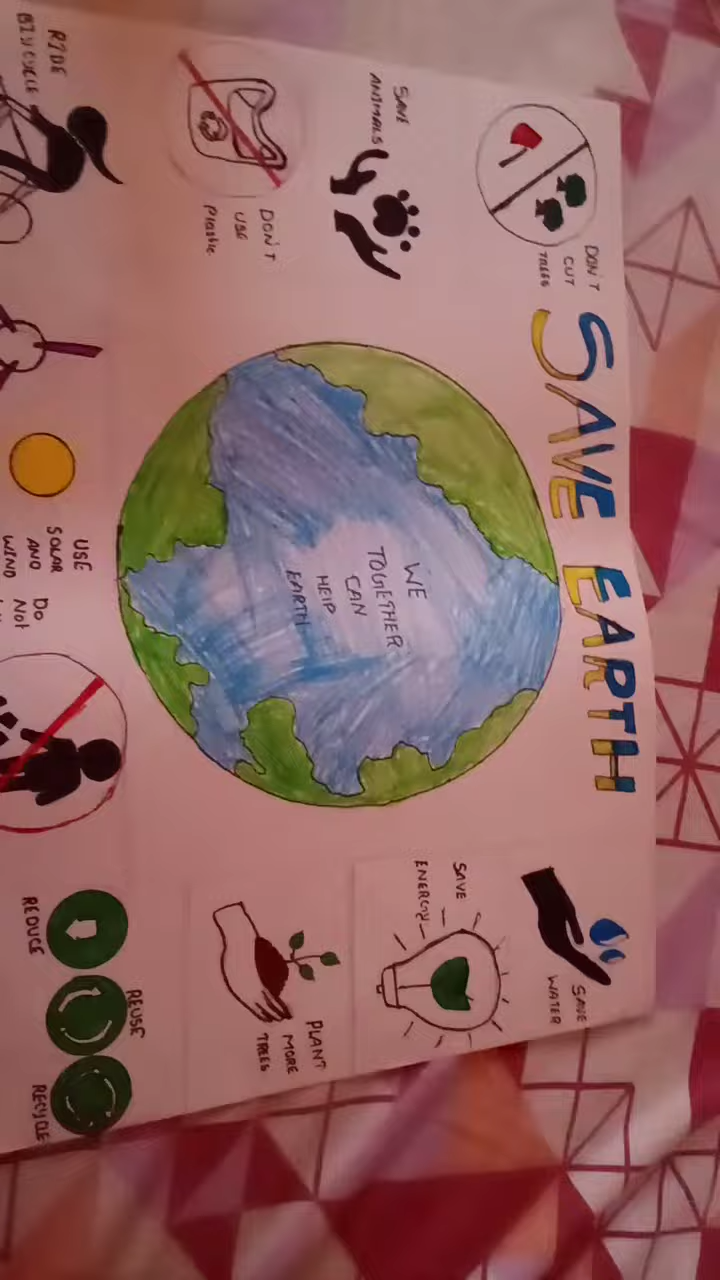 SAVE EARTH
DON'T
CUT
TREES
SAVE
ANIMALS
DON'T
USE
Plastic
RIDE
BICYCLE
WE
TOGETHER
CAN
HELP
EARTH
USE
SOLAR
AND
WIND
Do Not
SAVE
WATER
SAVE
ENERGY
PLANT
MORE
TREES
REDUCE
REUSE
RECYCLE